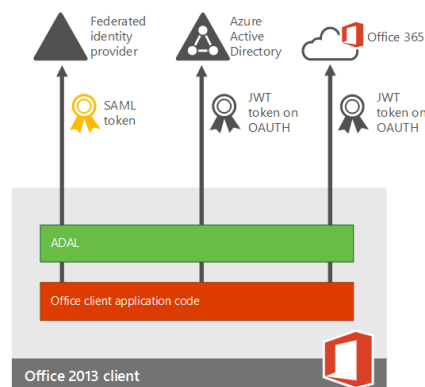 Federated
identity
provider
Azure
Active
Directory
Office 365
SAML
token
JWT
token on
OAUTH
JWT
token on
OAUTH
ADAL
Office client application code
Office 2013 client